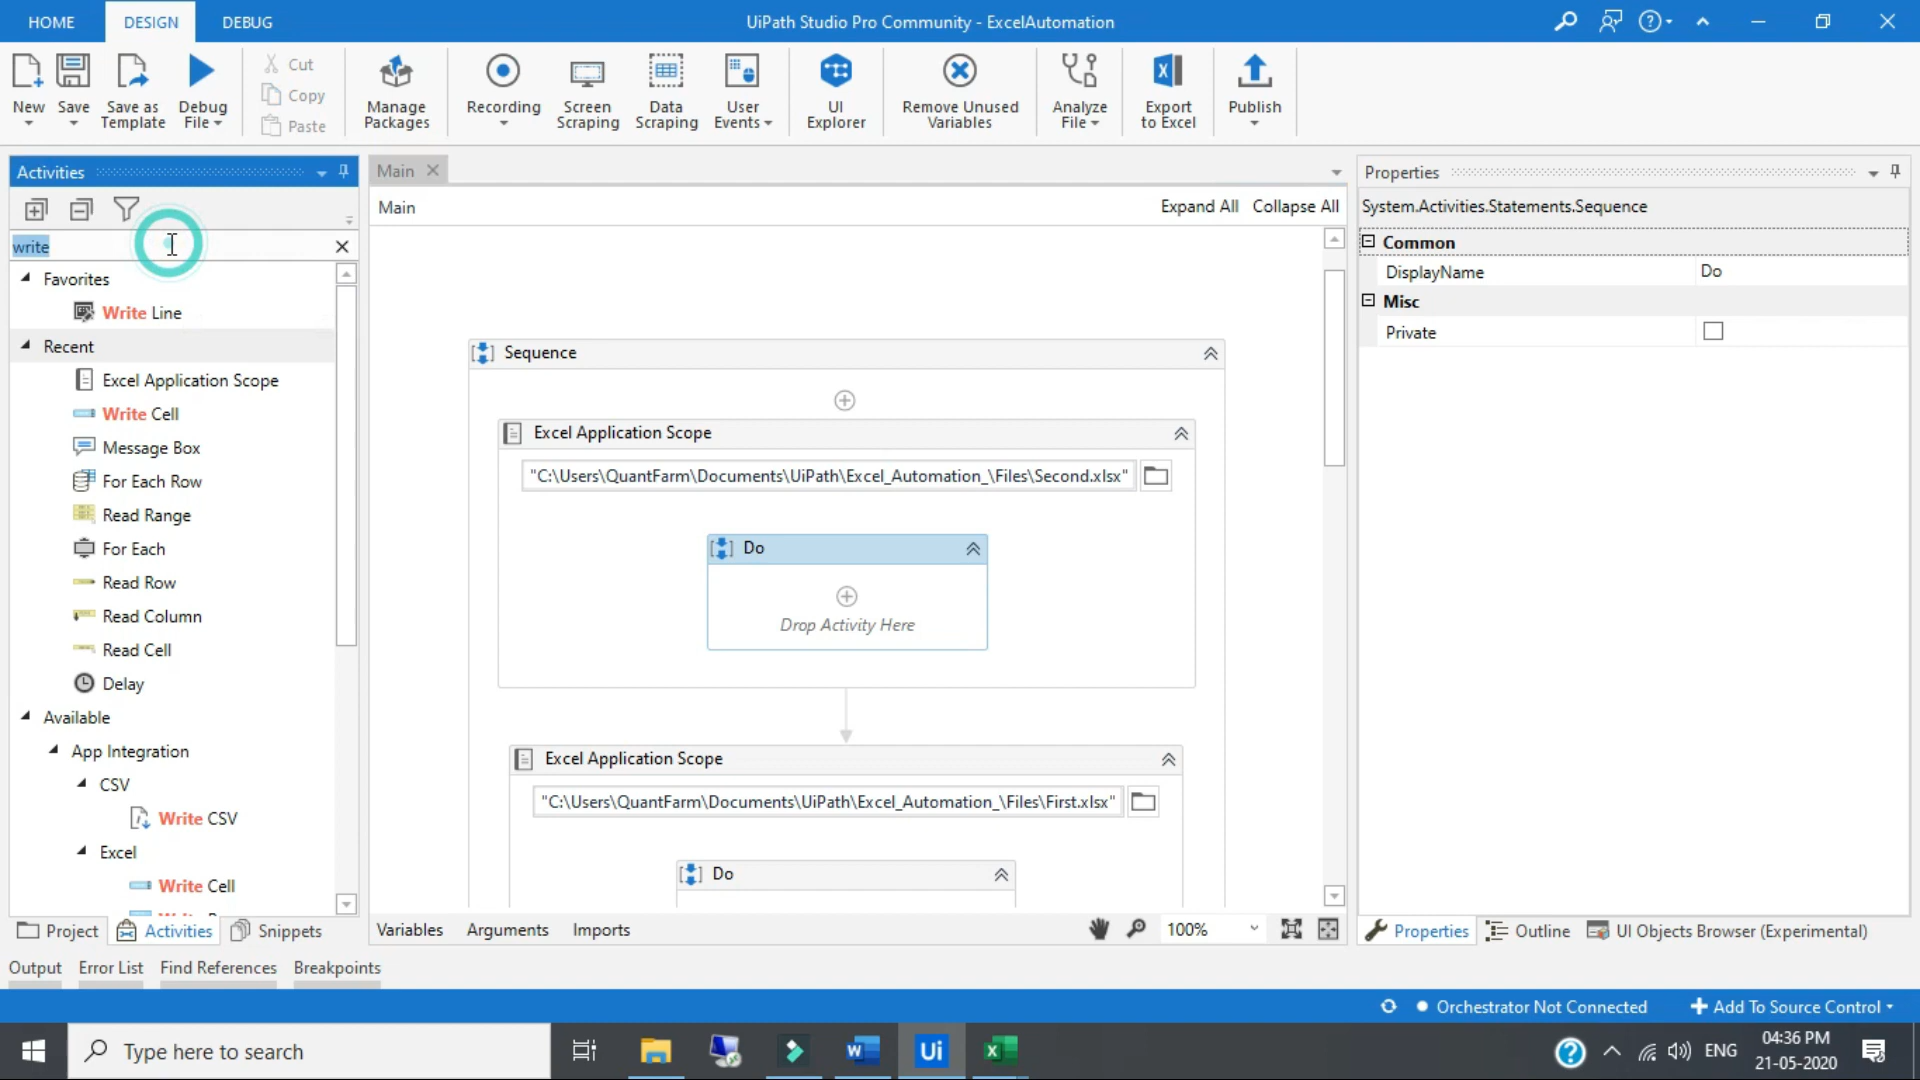 HOME DESIGN DEBUG UiPath Studio Pro Community - ExcelAutomation
New Save Save as Template Debug File Cut Copy Paste Manage Packages Recording Screen Scraping Data Scraping User Events UI Explorer Remove Unused Variables Analyze File Export to Excel Publish
Activities
write
Favorites
Write Line
Recent
Excel Application Scope
Write Cell
Message Box
For Each Row
Read Range
For Each
Read Row
Read Column
Read Cell
Delay
Available
App Integration
CSV
Write CSV
Excel
Write Cell
Project Activities Snippets
Main
Main Expand All Collapse All
Sequence
Excel Application Scope
"C:\Users\QuantFarm\Documents\UiPath\Excel_Automation_\Files\Second.xlsx"
Do
Drop Activity Here
Excel Application Scope
"C:\Users\QuantFarm\Documents\UiPath\Excel_Automation_\Files\First.xlsx"
Do
Variables Arguments Imports 100%
Properties
System.Activities.Statements.Sequence
Common
DisplayName Do
Misc
Private
Properties Outline UI Objects Browser (Experimental)
Output Error List Find References Breakpoints
Orchestrator Not Connected Add To Source Control
Type here to search
Ui
ENG
04:36 PM
21-05-2020